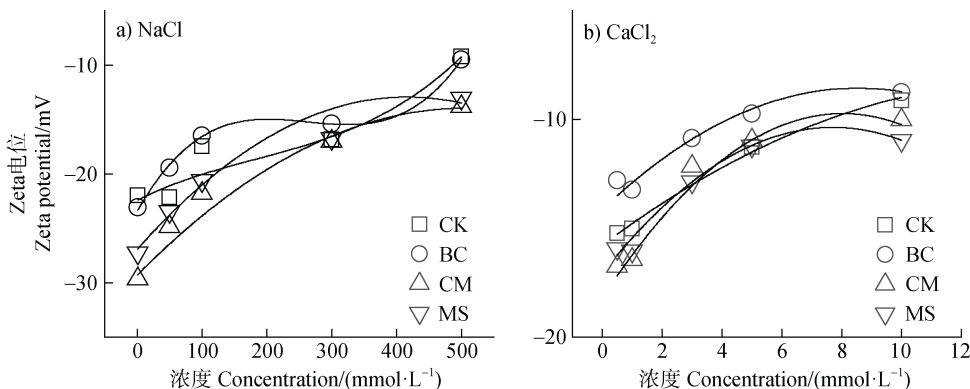 a) NaCl
Zeta电位
Zeta potential/mV
−10
−20
−30
0 100 200 300 400 500
浓度 Concentration/(mmol·L⁻¹)
CK
BC
CM
MS
b) CaCl₂
−10
−20
0 2 4 6 8 10 12
浓度 Concentration/(mmol·L⁻¹)
CK
BC
CM
MS